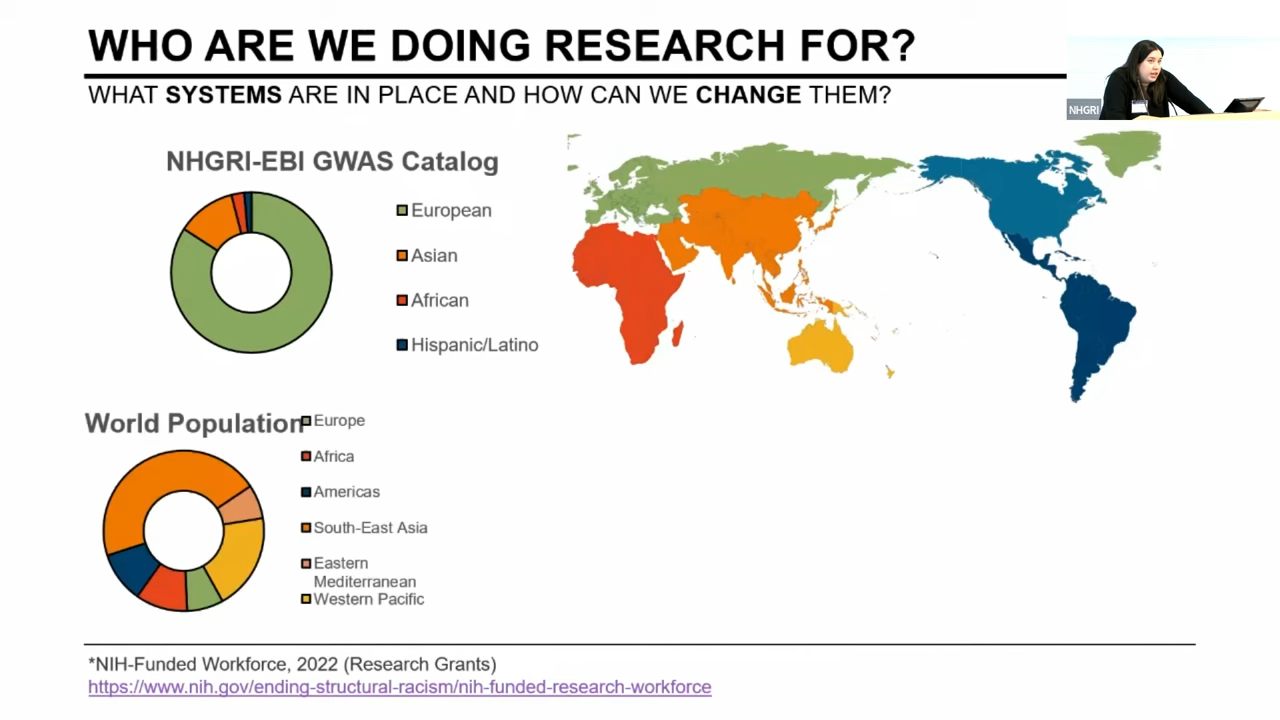 WHO ARE WE DOING RESEARCH FOR?
WHAT SYSTEMS ARE IN PLACE AND HOW CAN WE CHANGE THEM?
NHGRI
NHGRI-EBI GWAS Catalog
European
Asian
African
Hispanic/Latino
World Population
Europe
Africa
Americas
South-East Asia
Eastern
Mediterranean
Western Pacific
*NIH-Funded Workforce, 2022 (Research Grants)
https://www.nih.gov/ending-structural-racism/nih-funded-research-workforce